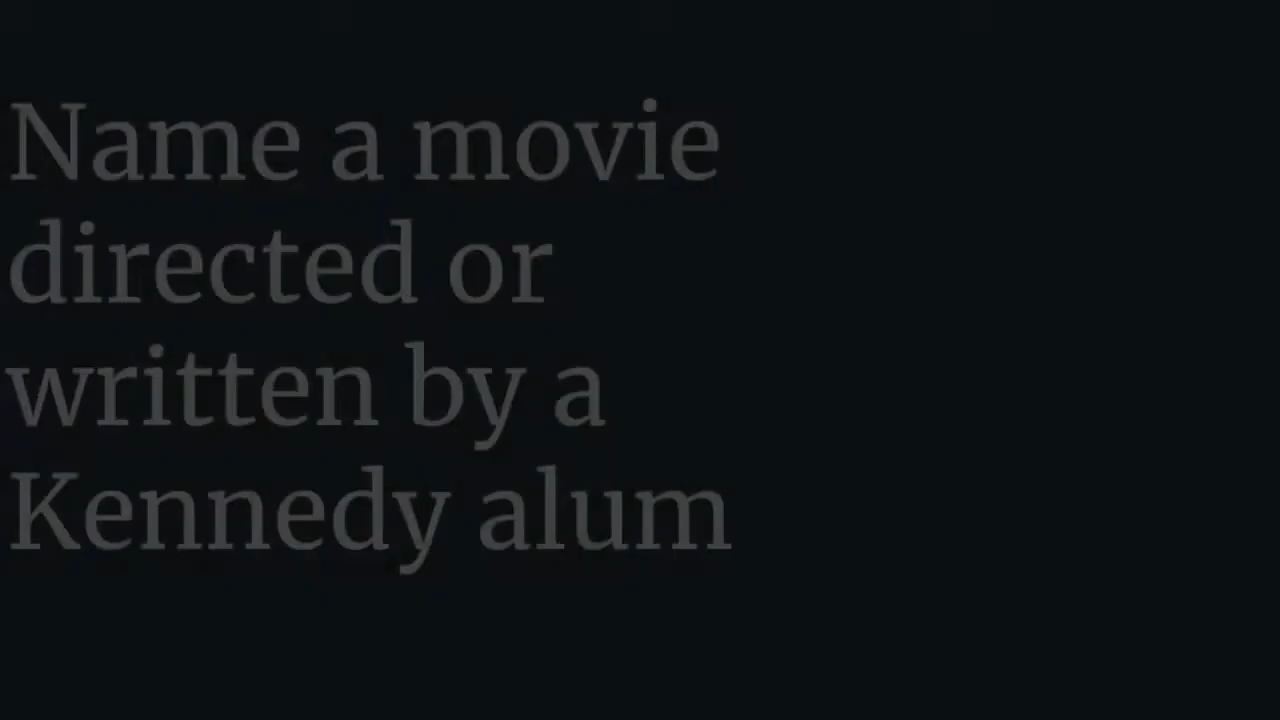 Name a movie
directed or
written by a
Kennedy alum